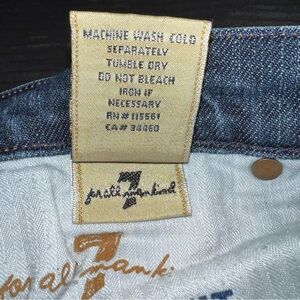 MACHINE WASH COLD
SEPARATELY
TUMBLE DRY
DO NOT BLEACH
IRON IF
NECESSARY
RN# 115561
CA# 34460
7
for all mankind
7
for all mank